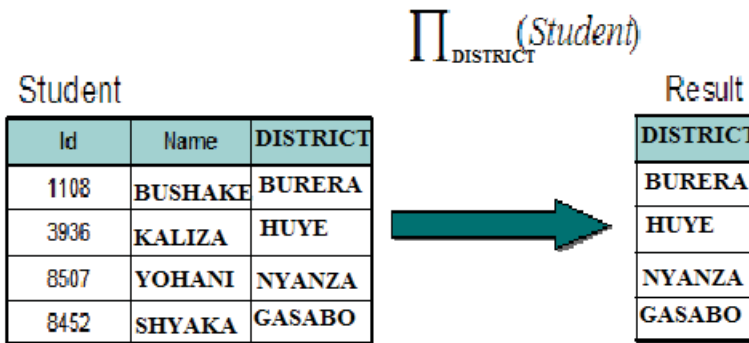 ∏DISTRICT(Student)
Student
Result
Id Name DISTRICT
1108 BUSHAKE BURERA
3936 KALIZA HUYE
8507 YOHANI NYANZA
8452 SHYAKA GASABO
DISTRICT
BURERA
HUYE
NYANZA
GASABO